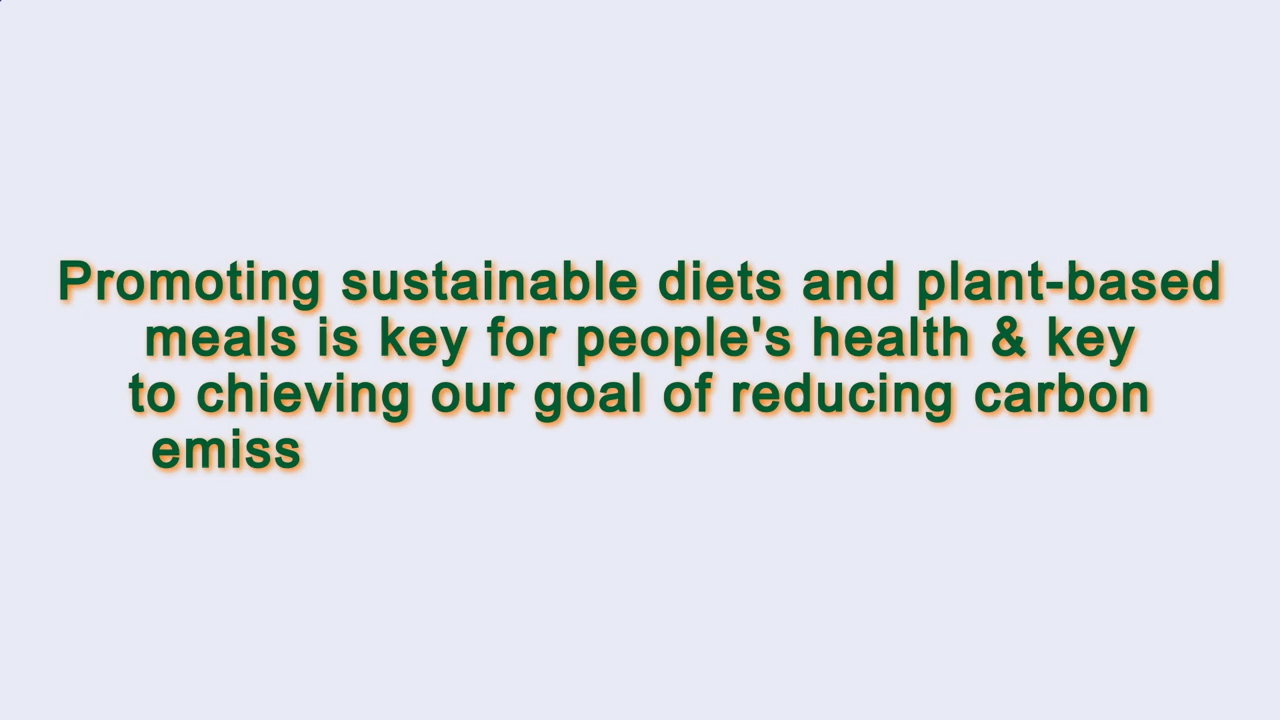 Promoting sustainable diets and plant-based
meals is key for people's health & key
to chieving our goal of reducing carbon
emiss